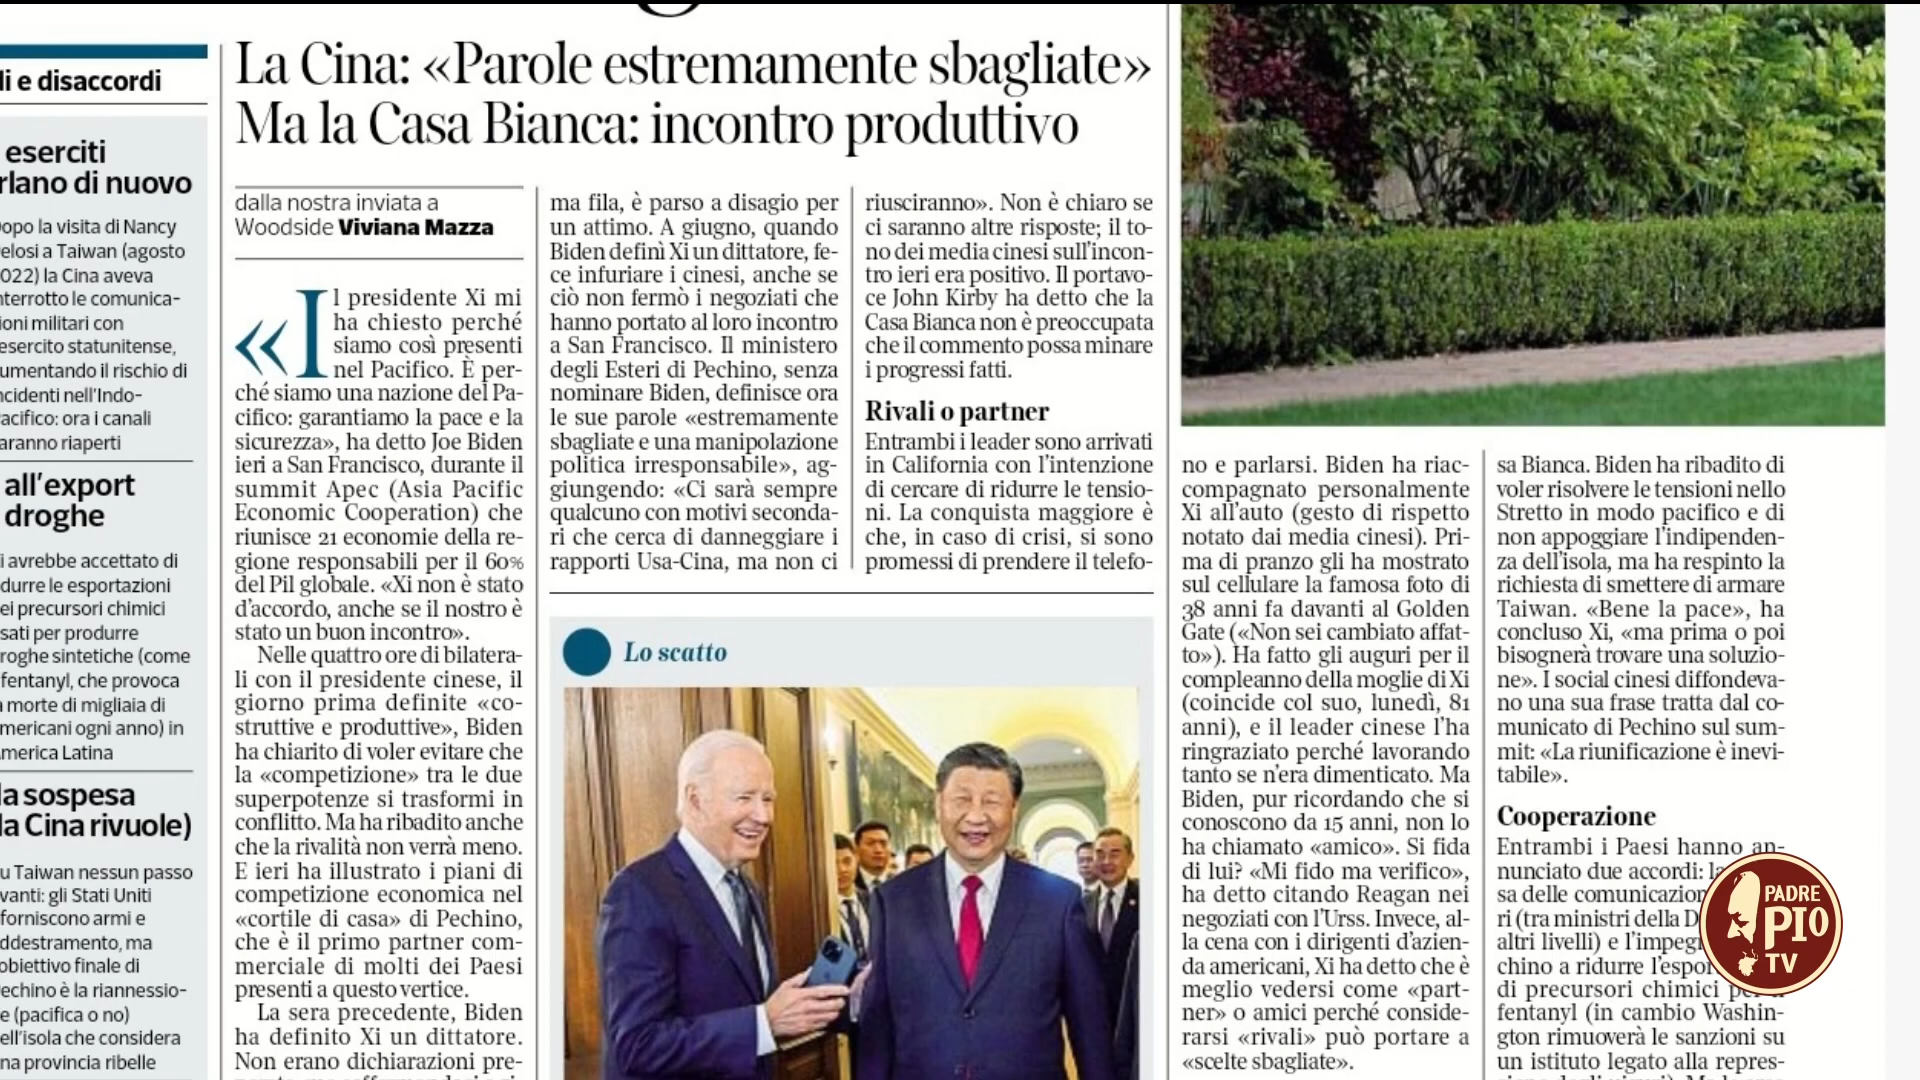 La Cina: «Parole estremamente sbagliate»
Ma la Casa Bianca: incontro produttivo
e disaccordi
eserciti
di nuovo
la visita di Nancy
a Taiwan (agosto
la Cina aveva
le comunica-
militari con
statunitense,
il rischio di
nell'Indo-
ora i canali
riaperti
all'export
droghe
avrebbe accettato di
le esportazioni
precursori chimici
per produrre
sintetiche (come
fentanyl, che provoca
morte di migliaia di
ogni anno) in
Latina
sospesa
Cina rivuole)
Taiwan nessun passo
gli Stati Uniti
armi e
ma
finale di
è la riannessio-
(pacifica o no)
che considera
provincia ribelle
dalla nostra inviata a
Woodside Viviana Mazza
«Il presidente Xi mi
ha chiesto perché
siamo così presenti
nel Pacifico. È per-
ché siamo una nazione del Pa-
cifico: garantiamo la pace e la
sicurezza», ha detto Joe Biden
ieri a San Francisco, durante il
summit Apec (Asia Pacific
Economic Cooperation) che
riunisce 21 economie della re-
gione responsabili per il 60%
del Pil globale. «Xi non è stato
d'accordo, anche se il nostro è
stato un buon incontro».
Nelle quattro ore di bilatera-
li con il presidente cinese, il
giorno prima definite «co-
struttive e produttive», Biden
ha chiarito di voler evitare che
la «competizione» tra le due
superpotenze si trasformi in
conflitto. Ma ha ribadito anche
che la rivalità non verrà meno.
E ieri ha illustrato i piani di
competizione economica nel
«cortile di casa» di Pechino,
che è il primo partner com-
merciale di molti dei Paesi
presenti a questo vertice.
La sera precedente, Biden
ha definito Xi un dittatore.
Non erano dichiarazioni pre-
ma fila, è parso a disagio per
un attimo. A giugno, quando
Biden definì Xi un dittatore, fe-
ce infuriare i cinesi, anche se
ciò non fermò i negoziati che
hanno portato al loro incontro
a San Francisco. Il ministero
degli Esteri di Pechino, senza
nominare Biden, definisce ora
le sue parole «estremamente
sbagliate e una manipolazione
politica irresponsabile», ag-
giungendo: «Ci sarà sempre
qualcuno con motivi seconda-
ri che cerca di danneggiare i
rapporti Usa-Cina, ma non ci
riusciranno». Non è chiaro se
ci saranno altre risposte; il to-
no dei media cinesi sull'incon-
tro ieri era positivo. Il portavo-
ce John Kirby ha detto che la
Casa Bianca non è preoccupata
che il commento possa minare
i progressi fatti.
Rivali o partner
Entrambi i leader sono arrivati
in California con l'intenzione
di cercare di ridurre le tensio-
ni. La conquista maggiore è
che, in caso di crisi, si sono
promessi di prendere il telefo-
Lo scatto
no e parlarsi. Biden ha riac-
compagnato personalmente
Xi all'auto (gesto di rispetto
notato dai media cinesi). Pri-
ma di pranzo gli ha mostrato
sul cellulare la famosa foto di
38 anni fa davanti al Golden
Gate («Non sei cambiato affat-
to»). Ha fatto gli auguri per il
compleanno della moglie di Xi
(coincide col suo, lunedì, 81
anni), e il leader cinese l'ha
ringraziato perché lavorando
tanto se n'era dimenticato. Ma
Biden, pur ricordando che si
conoscono da 15 anni, non lo
ha chiamato «amico». Si fida
di lui? «Mi fido ma verifico»,
ha detto citando Reagan nei
negoziati con l'Urss. Invece, al-
la cena con i dirigenti d'azien-
da americani, Xi ha detto che è
meglio vedersi come «part-
ner» o amici perché conside-
rarsi «rivali» può portare a
«scelte sbagliate».
sa Bianca. Biden ha ribadito di
voler risolvere le tensioni nello
Stretto in modo pacifico e di
non appoggiare l'indipenden-
za dell'isola, ma ha respinto la
richiesta di smettere di armare
Taiwan. «Bene la pace», ha
concluso Xi, «ma prima o poi
bisognerà trovare una soluzio-
ne». I social cinesi diffondeva-
no una sua frase tratta dal co-
municato di Pechino sul sum-
mit: «La riunificazione è inevi-
tabile».
Cooperazione
Entrambi i Paesi hanno an-
nunciato due accordi:
sa delle
ri (tra ministri della
altri livelli) e
chino a ridurre
di precursori chimici
fentanyl (in cambio Washin-
gton rimuoverà le sanzioni su
un istituto legato alla repres-
PADRE
PIO
TV